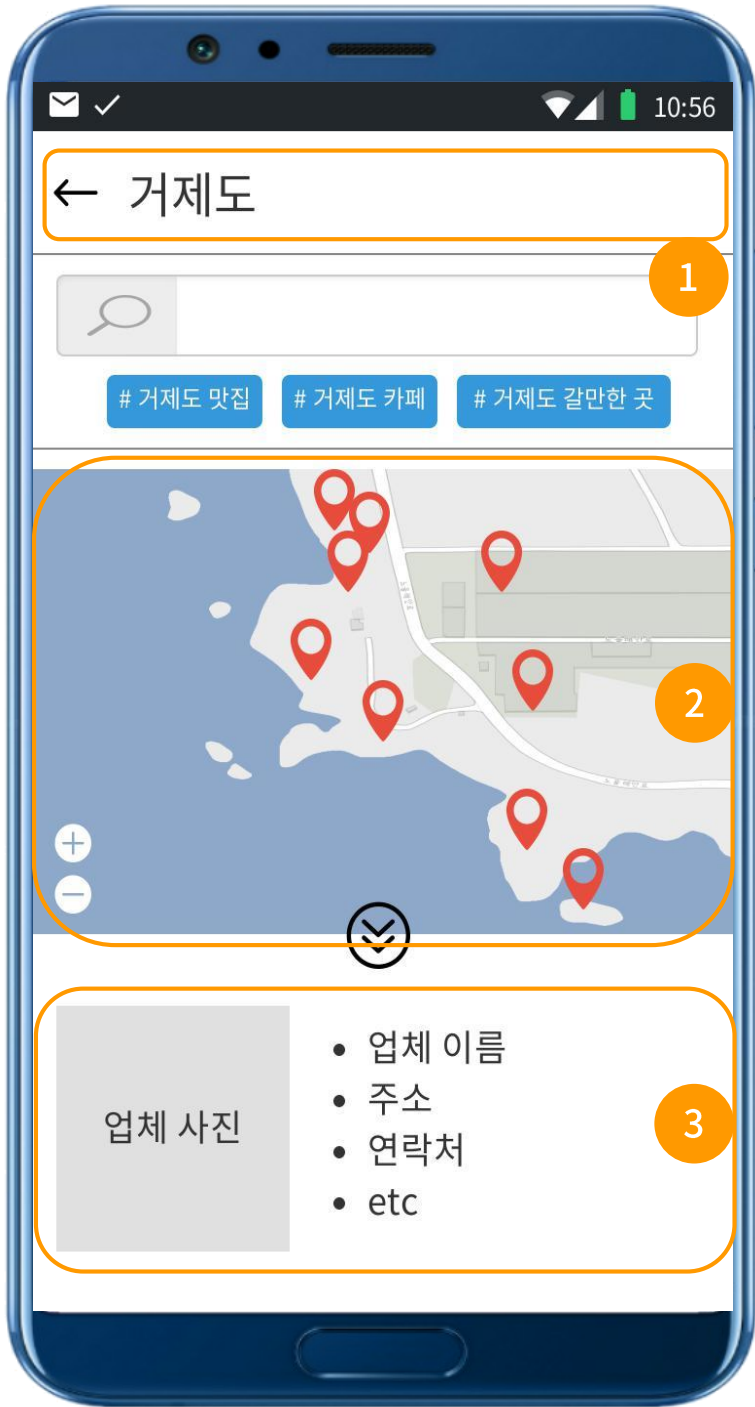 10:56
← 거제도
1
# 거제도 맛집 # 거제도 카페 # 거제도 갈만한 곳
2
업체 사진
• 업체 이름
• 주소
• 연락처
• etc
3